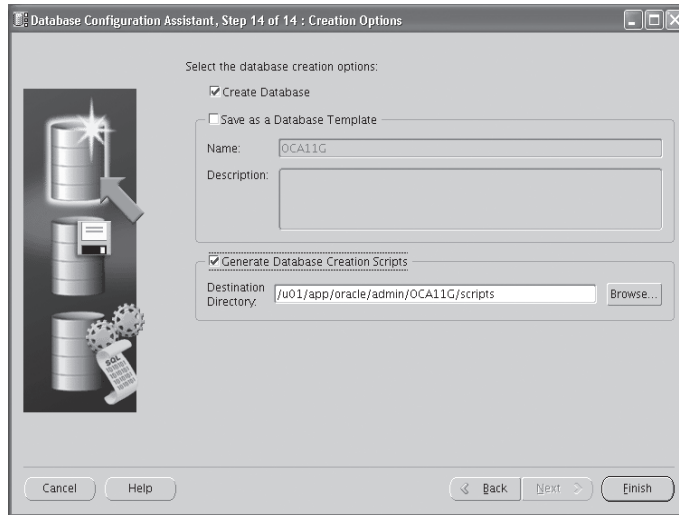 Database Configuration Assistant, Step 14 of 14 : Creation Options
Select the database creation options:
Create Database
Save as a Database Template
Name: OCA11G
Description:
Generate Database Creation Scripts
Destination
Directory: /u01/app/oracle/admin/OCA11G/scripts Browse...
SQL
Cancel Help Back Next Finish